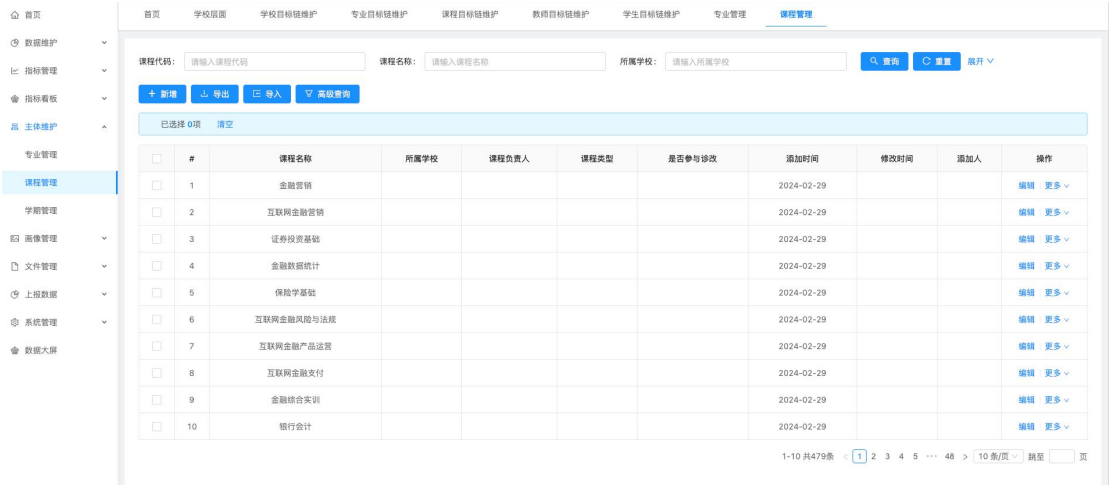 首页
数据维护
指标管理
指标看板
主体维护
专业管理
课程管理
学期管理
画像管理
文件管理
上报数据
系统管理
数据大屏
首页 学校层面 学校目标链维护 专业目标链维护 课程目标链维护 教师目标链维护 学生目标链维护 专业管理 课程管理
课程代码： 请输入课程代码 课程名称： 请输入课程名称 所属学校： 请输入所属学校 查询 重置 展开
新增 导出 导入 高级查询
已选择 0项 清空
# 课程名称 所属学校 课程负责人 课程类型 是否参与诊改 添加时间 修改时间 添加人 操作
1 金融营销 2024-02-29 编辑 更多
2 互联网金融营销 2024-02-29 编辑 更多
3 证券投资基础 2024-02-29 编辑 更多
4 金融数据统计 2024-02-29 编辑 更多
5 保险学基础 2024-02-29 编辑 更多
6 互联网金融风险与法规 2024-02-29 编辑 更多
7 互联网金融产品运营 2024-02-29 编辑 更多
8 互联网金融支付 2024-02-29 编辑 更多
9 金融综合实训 2024-02-29 编辑 更多
10 银行会计 2024-02-29 编辑 更多
1-10 共479条 < 1 2 3 4 5 ••• 48 > 10 条/页 跳至 页